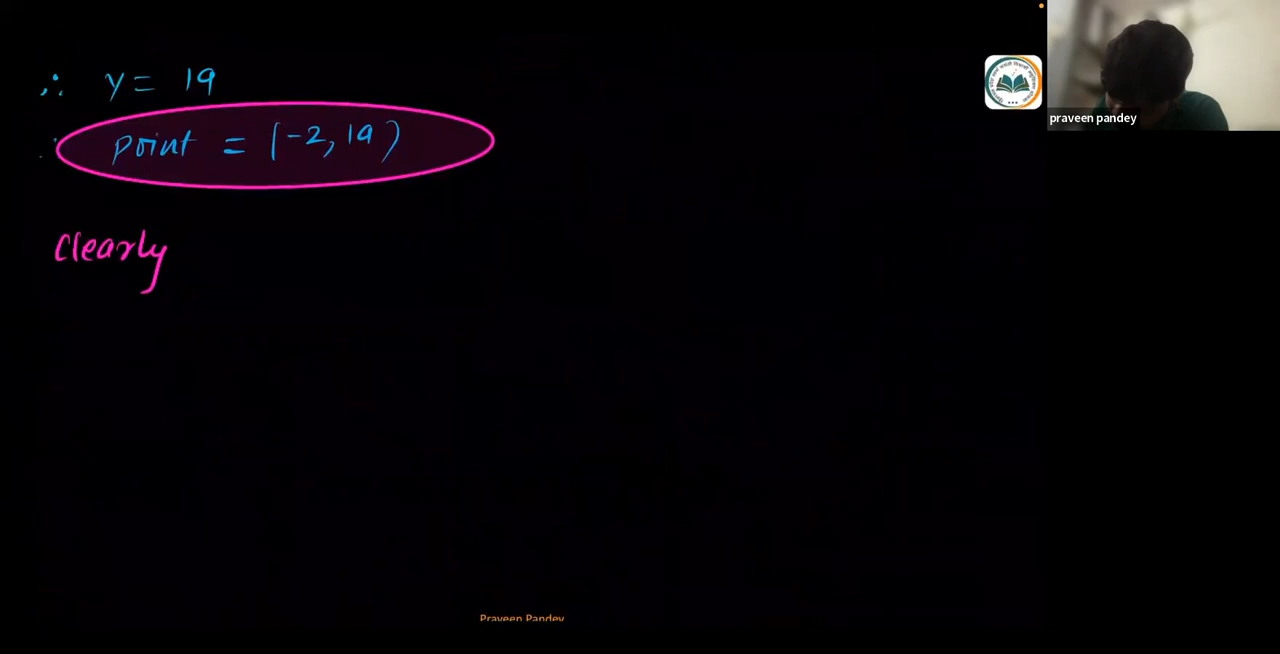 ∴ y = 19
∴ point = (-2, 19)
Clearly
praveen pandey
Praveen Pandey